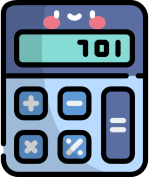 701
+ −
=
× %